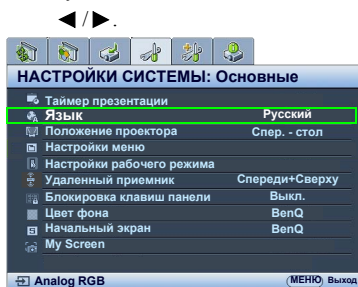 ◀/▶.
НАСТРОЙКИ СИСТЕМЫ: Основные
Таймер презентации
Язык Русский
Положение проектора Спер. - стол
Настройки меню
Настройки рабочего режима
Удаленный приемник Спереди+Сверху
Блокировка клавиш панели Выкл.
Цвет фона BenQ
Начальный экран BenQ
My Screen
Analog RGB МЕНЮ Выход